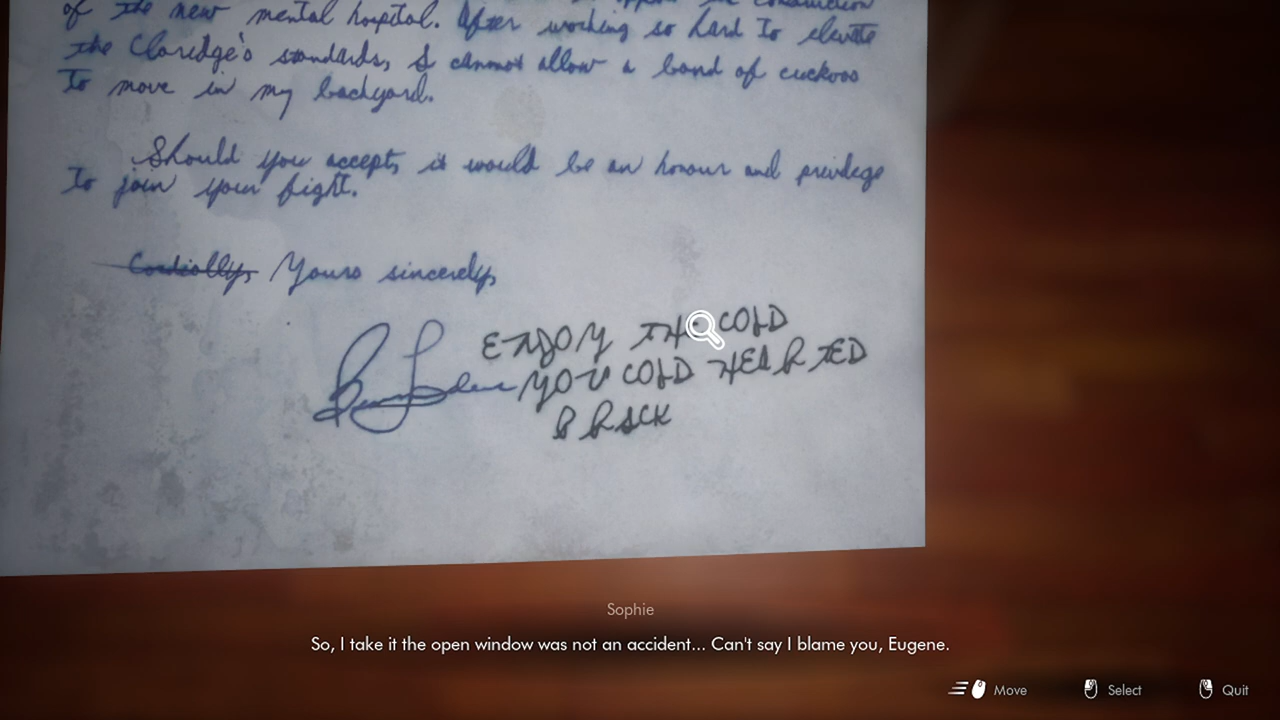 of the new mental hospital. After working so hard to elevate
the Claridge's standards, I cannot allow a band of cuckoos
to move in my backyard.
Should you accept, it would be an honour and privilege
to join your fight.
Cordially, Yours sincerely,
ENJOY THE COLD
YOU COLD HEARTED
Sophie
So, I take it the open window was not an accident... Can't say I blame you, Eugene.
Move Select Quit